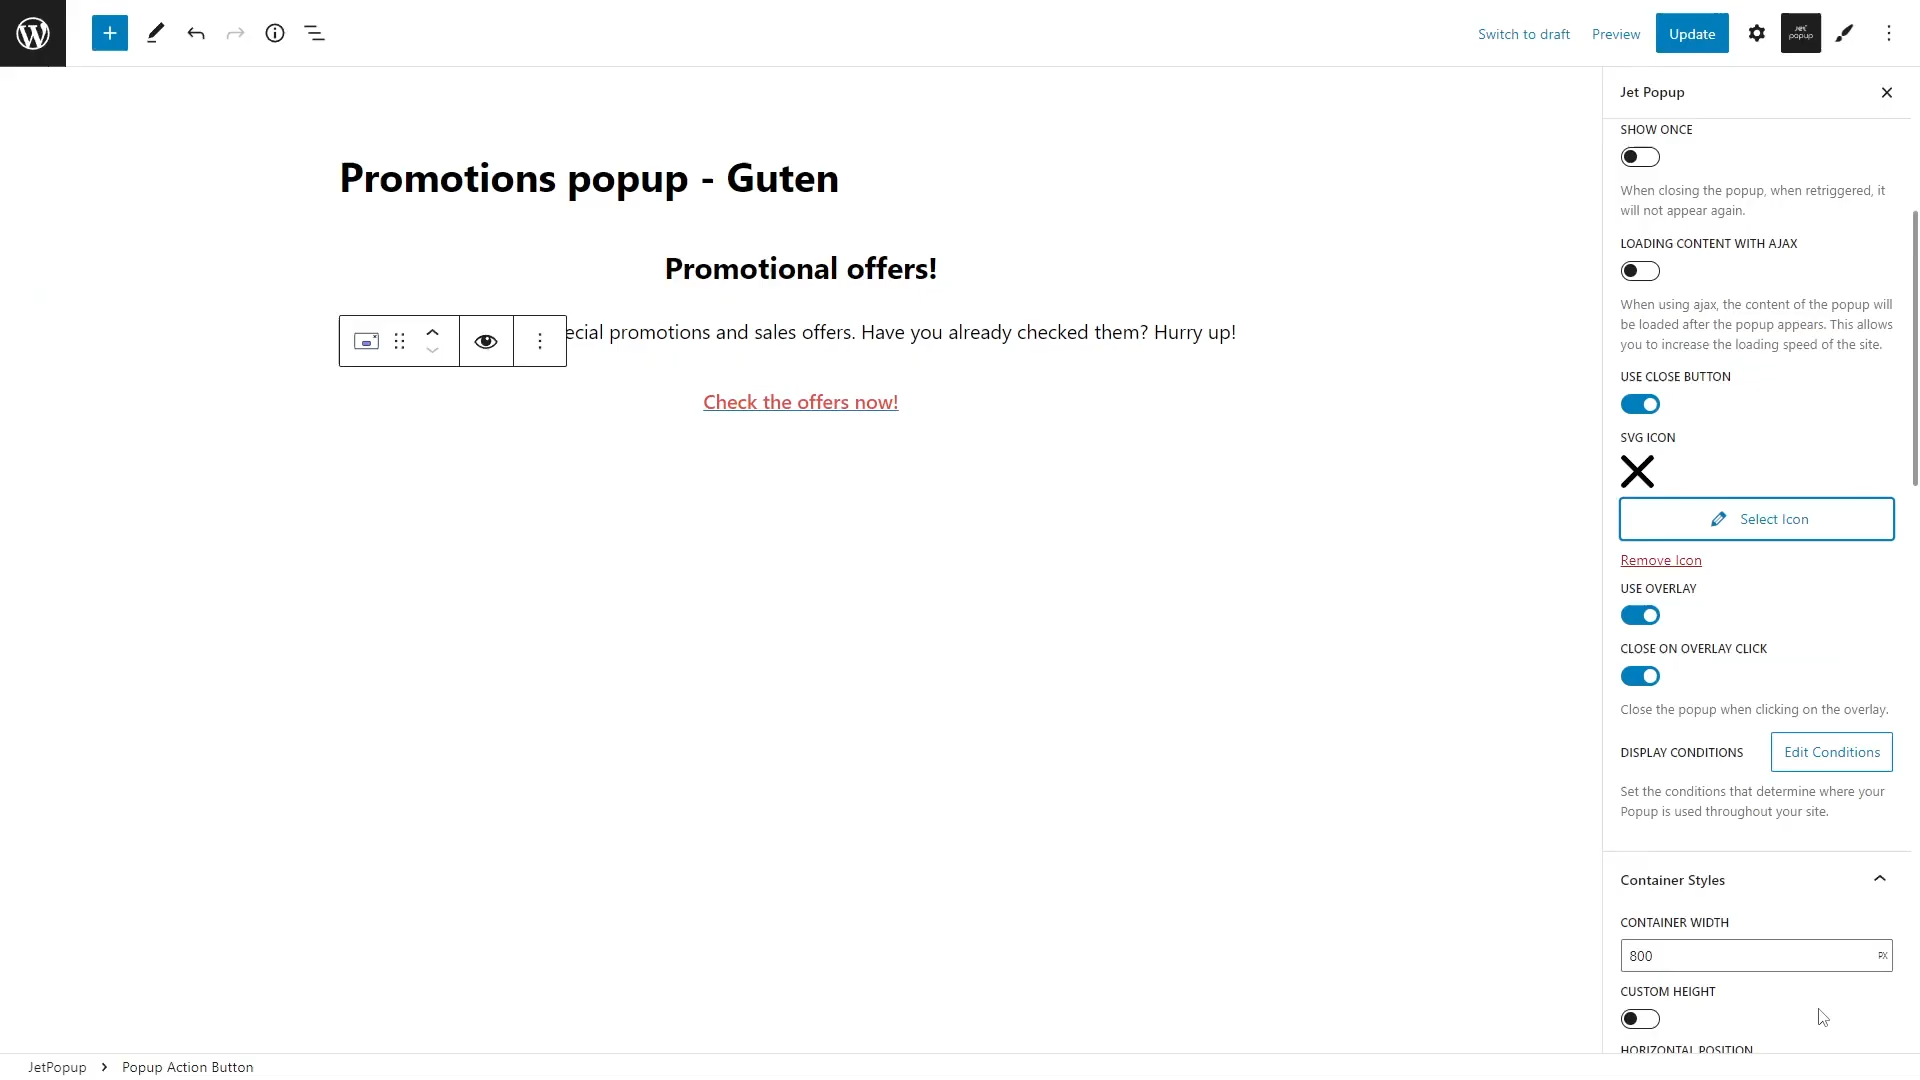 Switch to draft
Preview
Update
Jet popup
Jet Popup
SHOW ONCE
When closing the popup, when retriggered, it
will not appear again.
LOADING CONTENT WITH AJAX
When using ajax, the content of the popup will
be loaded after the popup appears. This allows
you to increase the loading speed of the site.
USE CLOSE BUTTON
SVG ICON
Select Icon
Remove Icon
USE OVERLAY
CLOSE ON OVERLAY CLICK
Close the popup when clicking on the overlay.
DISPLAY CONDITIONS
Edit Conditions
Set the conditions that determine where your
Popup is used throughout your site.
Container Styles
CONTAINER WIDTH
800
PX
CUSTOM HEIGHT
HORIZONTAL POSITION
Promotions popup - Guten
Promotional offers!
promotions and sales offers. Have you already checked them? Hurry up!
Check the offers now!
JetPopup
Popup Action Button